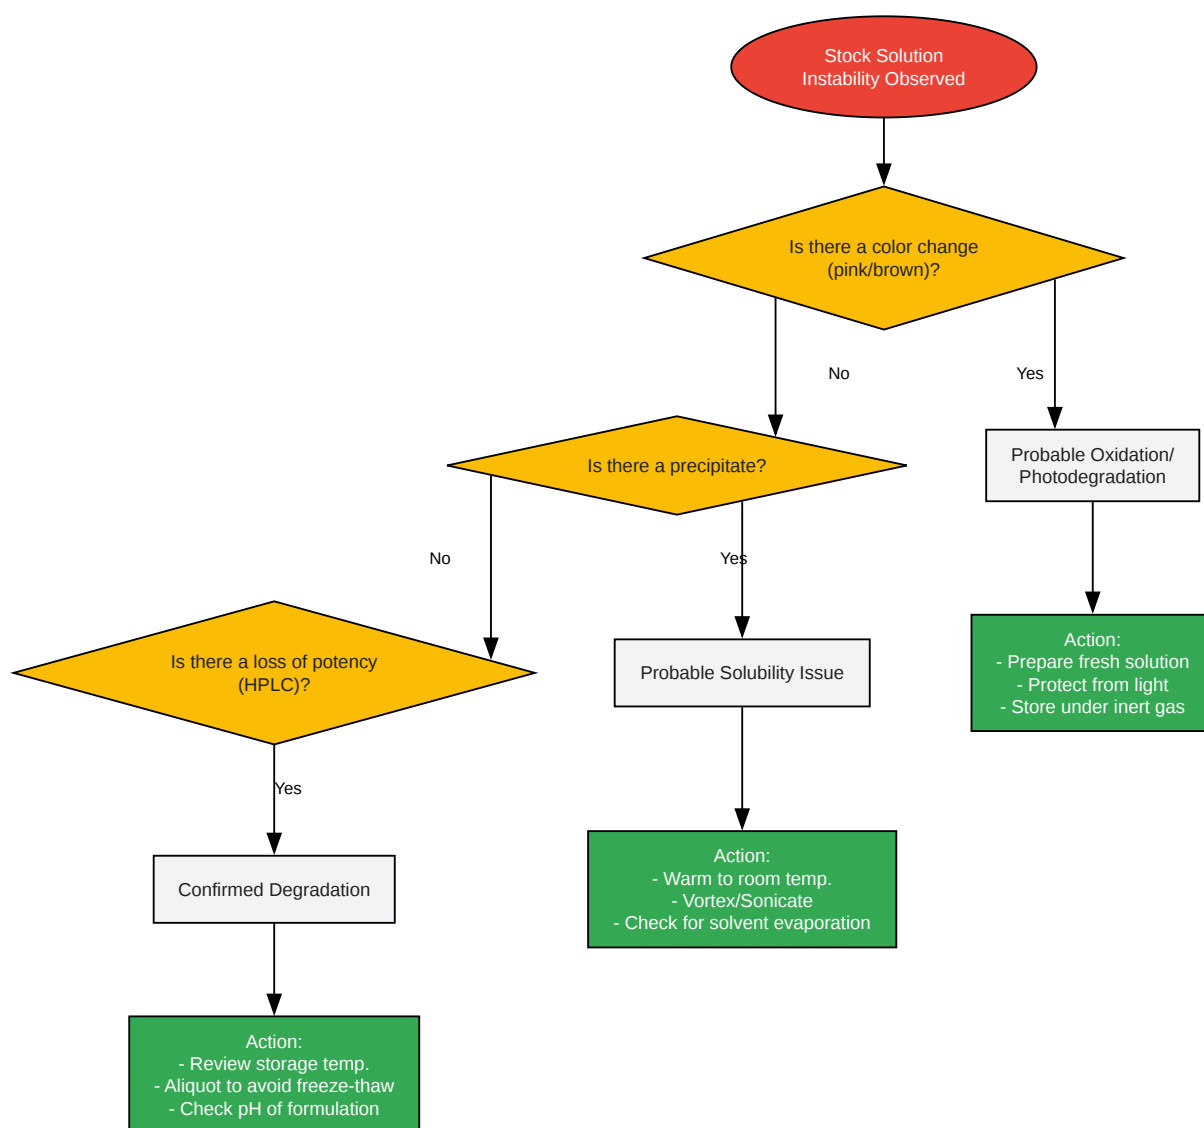 Stock Solution
Instability Observed
Is there a color change
(pink/brown)?
No
Yes
Is there a precipitate?
Probable Oxidation/
Photodegradation
No
Yes
Is there a loss of potency
(HPLC)?
Probable Solubility Issue
Action:
- Prepare fresh solution
- Protect from light
- Store under inert gas
Yes
Confirmed Degradation
Action:
- Warm to room temp.
- Vortex/Sonicate
- Check for solvent evaporation
Action:
- Review storage temp.
- Aliquot to avoid freeze-thaw
- Check pH of formulation